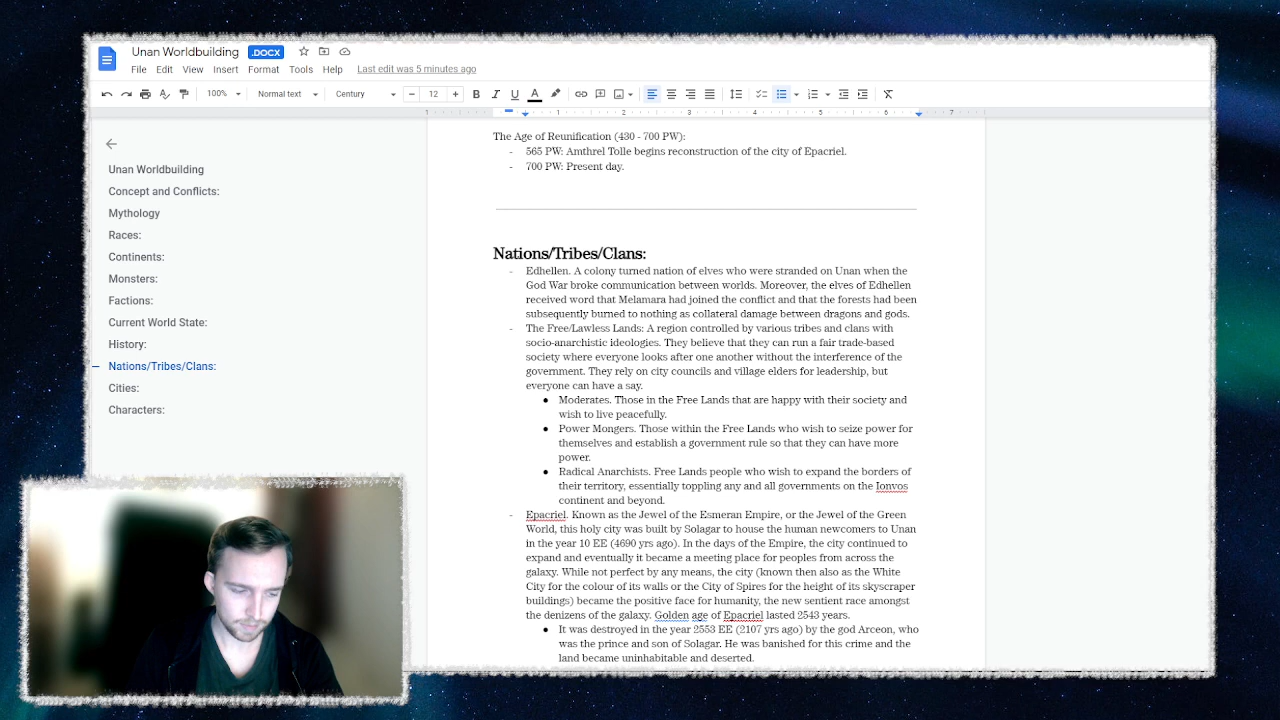 Unan Worldbuilding .DOCX
File Edit View Insert Format Tools Help Last edit was 5 minutes ago
100% Normal text Century 12 B I U A
1 1 2 3 4 5 6 7
Unan Worldbuilding
Concept and Conflicts:
Mythology
Races:
Continents:
Monsters:
Factions:
Current World State:
History:
Nations/Tribes/Clans:
Cities:
Characters:
The Age of Reunification (430 - 700 PW):
- 565 PW: Amthrel Tolle begins reconstruction of the city of Epacriel.
- 700 PW: Present day.
Nations/Tribes/Clans:
- Edhellen. A colony turned nation of elves who were stranded on Unan when the
God War broke communication between worlds. Moreover, the elves of Edhellen
received word that Melamara had joined the conflict and that the forests had been
subsequently burned to nothing as collateral damage between dragons and gods.
- The Free/Lawless Lands: A region controlled by various tribes and clans with
socio-anarchistic ideologies. They believe that they can run a fair trade-based
society where everyone looks after one another without the interference of the
government. They rely on city councils and village elders for leadership, but
everyone can have a say.
● Moderates. Those in the Free Lands that are happy with their society and
wish to live peacefully.
● Power Mongers. Those within the Free Lands who wish to seize power for
themselves and establish a government rule so that they can have more
power.
● Radical Anarchists. Free Lands people who wish to expand the borders of
their territory, essentially toppling any and all governments on the Ionvos
continent and beyond.
- Epacriel. Known as the Jewel of the Esmeran Empire, or the Jewel of the Green
World, this holy city was built by Solagar to house the human newcomers to Unan
in the year 10 EE (4690 yrs ago). In the days of the Empire, the city continued to
expand and eventually it became a meeting place for peoples from across the
galaxy. While not perfect by any means, the city (known then also as the White
City for the colour of its walls or the City of Spires for the height of its skyscraper
buildings) became the positive face for humanity, the new sentient race amongst
the denizens of the galaxy. Golden age of Epacriel lasted 2543 years.
● It was destroyed in the year 2553 EE (2107 yrs ago) by the god Arceon, who
was the prince and son of Solagar. He was banished for this crime and the
land became uninhabitable and deserted.